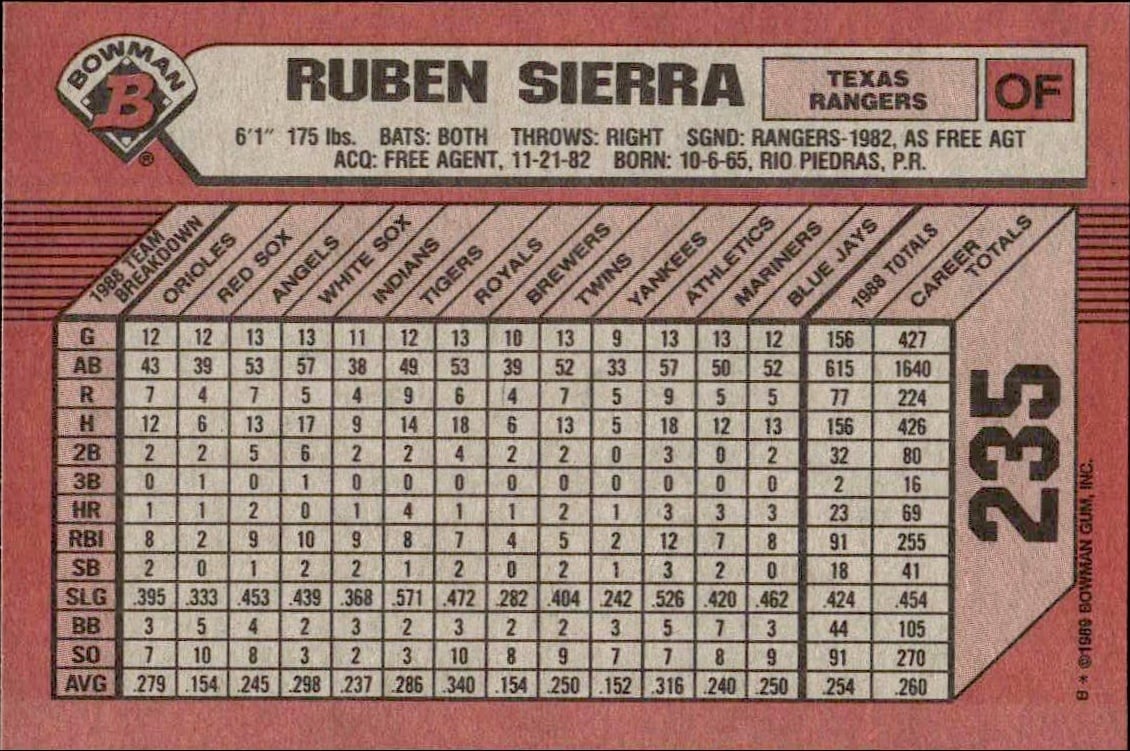 BOWMAN
B
®
RUBEN SIERRA
TEXAS
RANGERS
OF
6'1" 175 lbs. BATS: BOTH THROWS: RIGHT SGND: RANGERS-1982, AS FREE AGT
ACQ: FREE AGENT, 11-21-82 BORN: 10-6-65, RIO PIEDRAS, P.R.
1988 TEAM
BREAKDOWN
ORIOLES
RED SOX
ANGELS
WHITE SOX
INDIANS
TIGERS
ROYALS
BREWERS
TWINS
YANKEES
ATHLETICS
MARINERS
BLUE JAYS
1988 TOTALS
CAREER
TOTALS
G 12 12 13 13 11 12 13 10 13 9 13 13 12 156 427
AB 43 39 53 57 38 49 53 39 52 33 57 50 52 615 1640
R 7 4 7 5 4 9 6 4 7 5 9 5 5 77 224
H 12 6 13 17 9 14 18 6 13 5 18 12 13 156 426
2B 2 2 5 6 2 2 4 2 2 0 3 0 2 32 80
3B 0 1 0 1 0 0 0 0 0 0 0 0 0 2 16
HR 1 1 2 0 1 4 1 1 2 1 3 3 3 23 69
RBI 8 2 9 10 9 8 7 4 5 2 12 7 8 91 255
SB 2 0 1 2 2 1 2 0 2 1 3 2 0 18 41
SLG .395 .333 .453 .439 .368 .571 .472 .282 .404 .242 .526 .420 .462 .424 .454
BB 3 5 4 2 3 2 3 2 2 3 5 7 3 44 105
SO 7 10 8 3 2 3 10 8 9 7 7 8 9 91 270
AVG .279 .154 .245 .298 .237 .286 .340 .154 .250 .152 .316 .240 .250 .254 .260
235
B * ©1989 BOWMAN GUM, INC.